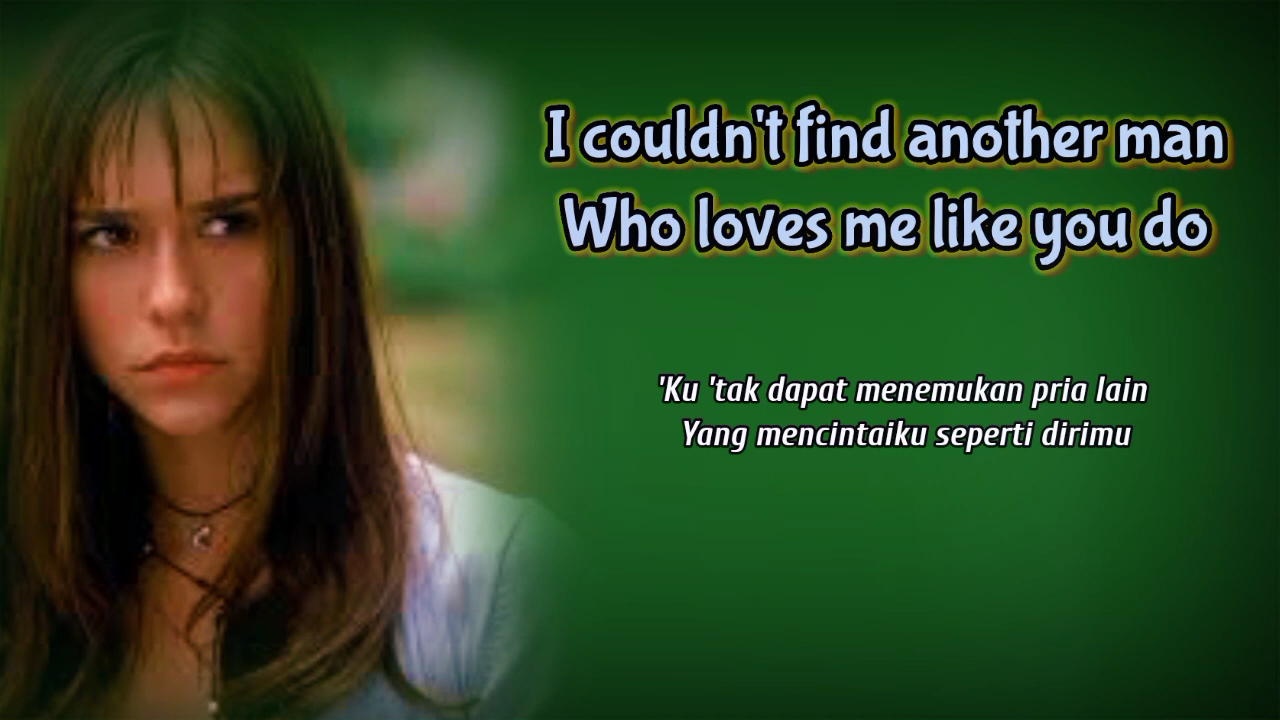 I couldn't find another man
Who loves me like you do
'Ku 'tak dapat menemukan pria lain
Yang mencintaiku seperti dirimu